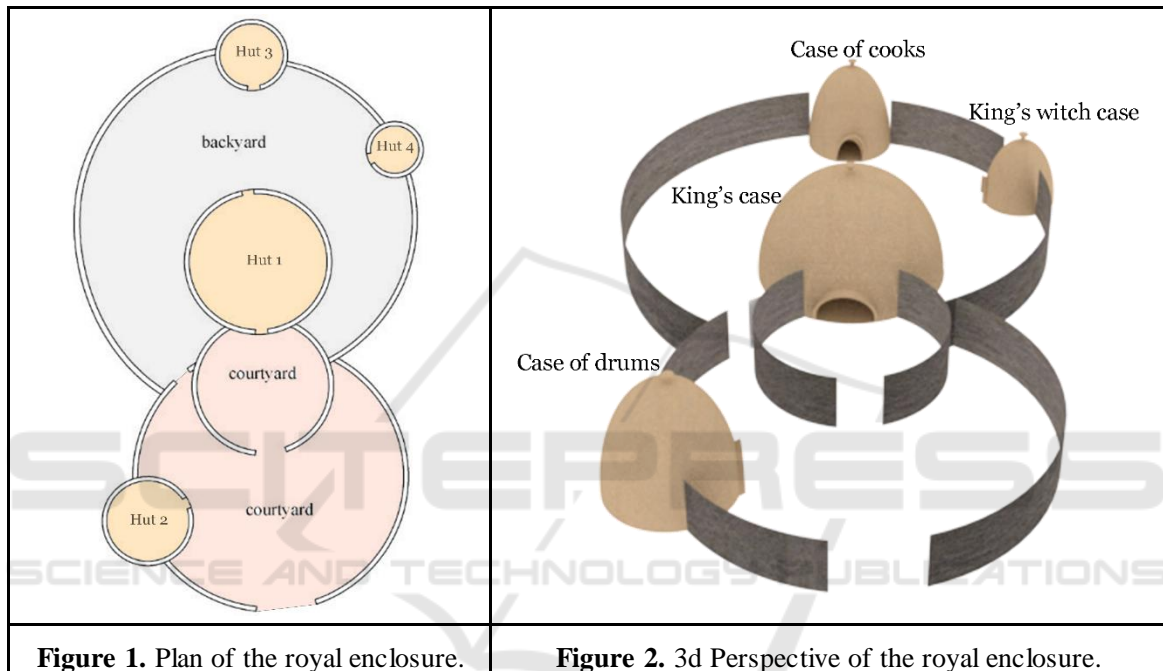 Hut 3
backyard
Hut 4
Hut 1
courtyard
Hut 2
courtyard
Case of cooks
King's witch case
King's case
Case of drums
SCITEPRESS
SCIENCE AND TECHNOLOGY PUBLICATIONS
Figure 1. Plan of the royal enclosure.
Figure 2. 3d Perspective of the royal enclosure.